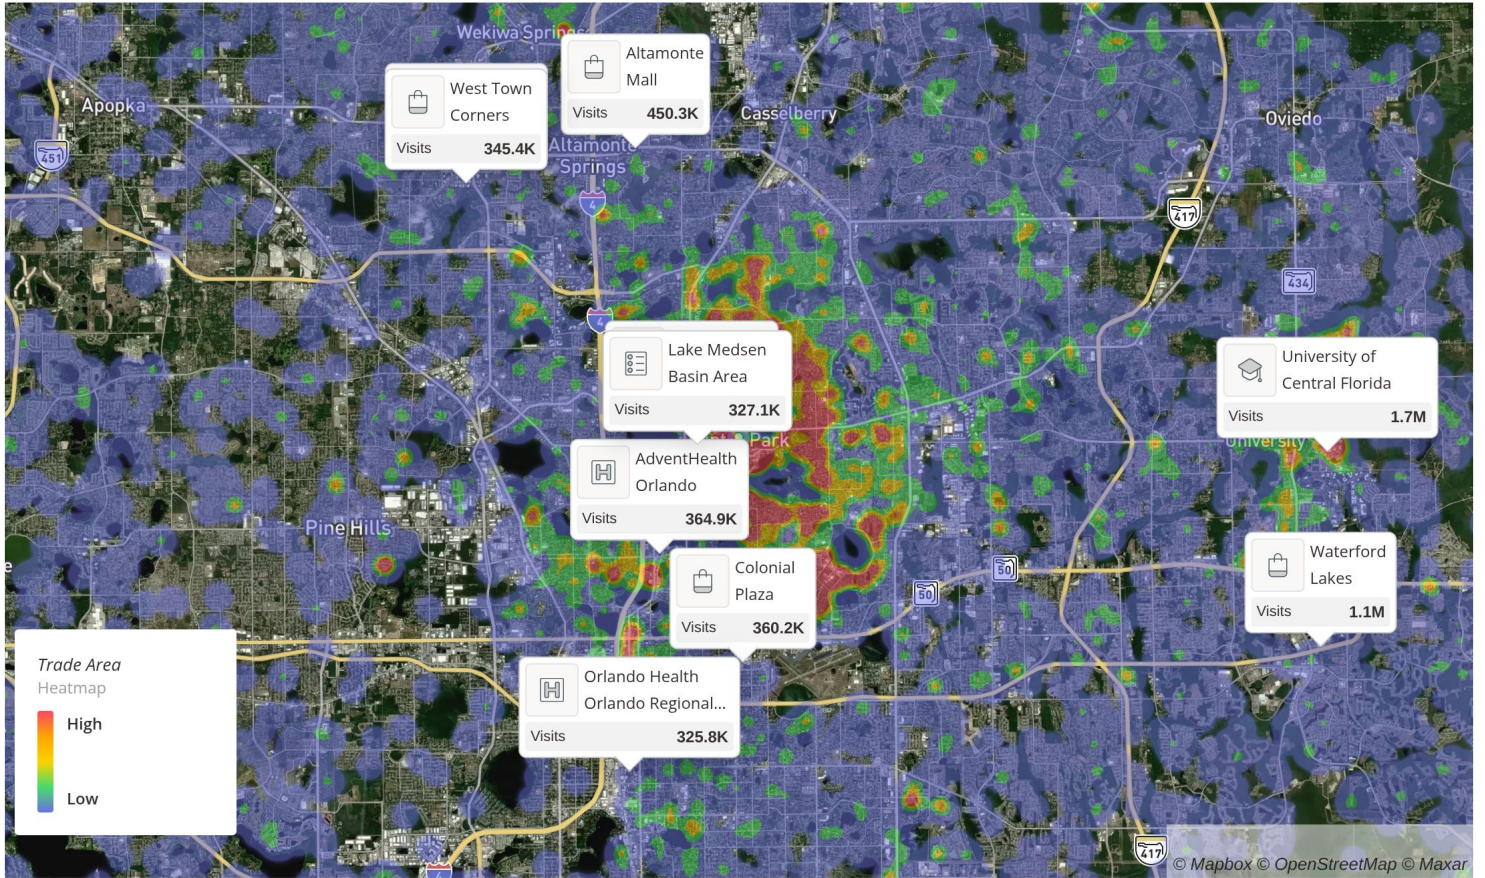 Wekiwa Springs
Altamonte
Mall
Visits 450.3K
West Town
Corners
Visits 345.4K
Apopka
Casselberry
Oviedo
451
Altamonte
Springs
4
417
434
4
Lake Medsen
Basin Area
Visits 327.1K
University of
Central Florida
Visits 1.7M
Park
University
AdventHealth
Orlando
Visits 364.9K
Pine Hills
e
Colonial
Plaza
Visits 360.2K
50
50
Waterford
Lakes
Visits 1.1M
Trade Area
Heatmap
High
Low
Orlando Health
Orlando Regional...
Visits 325.8K
417
4
© Mapbox © OpenStreetMap © Maxar